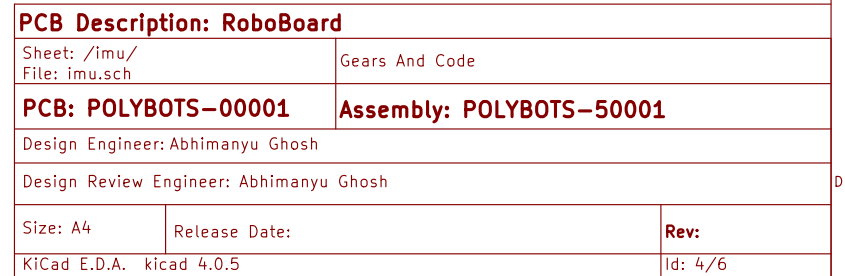 PCB Description: RoboBoard
Sheet: /imu/
File: imu.sch
Gears And Code
PCB: POLYBOTS-00001
Assembly: POLYBOTS-50001
Design Engineer: Abhimanyu Ghosh
Design Review Engineer: Abhimanyu Ghosh
D
Size: A4
Release Date:
Rev:
KiCad E.D.A. kicad 4.0.5
Id: 4/6